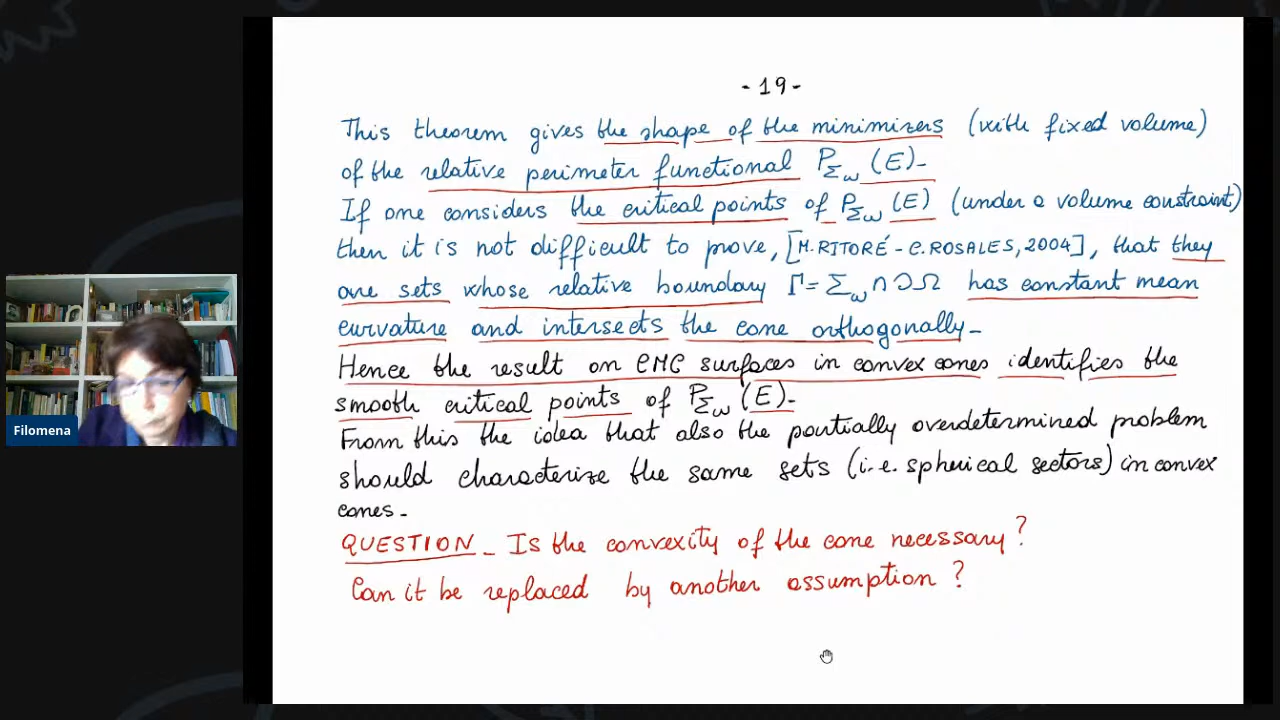 - 19 -
This theorem gives the shape of the minimizers (with fixed volume)
of the relative perimeter functional P_{Σ_ω}(E)-
If one considers the critical points of P_{Σ_ω}(E) (under a volume constraint)
then it is not difficult to prove, [M.RITORÉ-C.ROSALES,2004], that they
are sets whose relative boundary Γ=Σ_ω∩∂Ω has constant mean
curvature and intersects the cone orthogonally-
Hence the result on CMC surfaces in convex cones identifies the
smooth critical points of P_{Σ_ω}(E)-
From this the idea that also the partially overdetermined problem
should characterize the same sets (i.e. spherical sectors) in convex
cones-
QUESTION- Is the convexity of the cone necessary?
Can it be replaced by another assumption?
Filomena